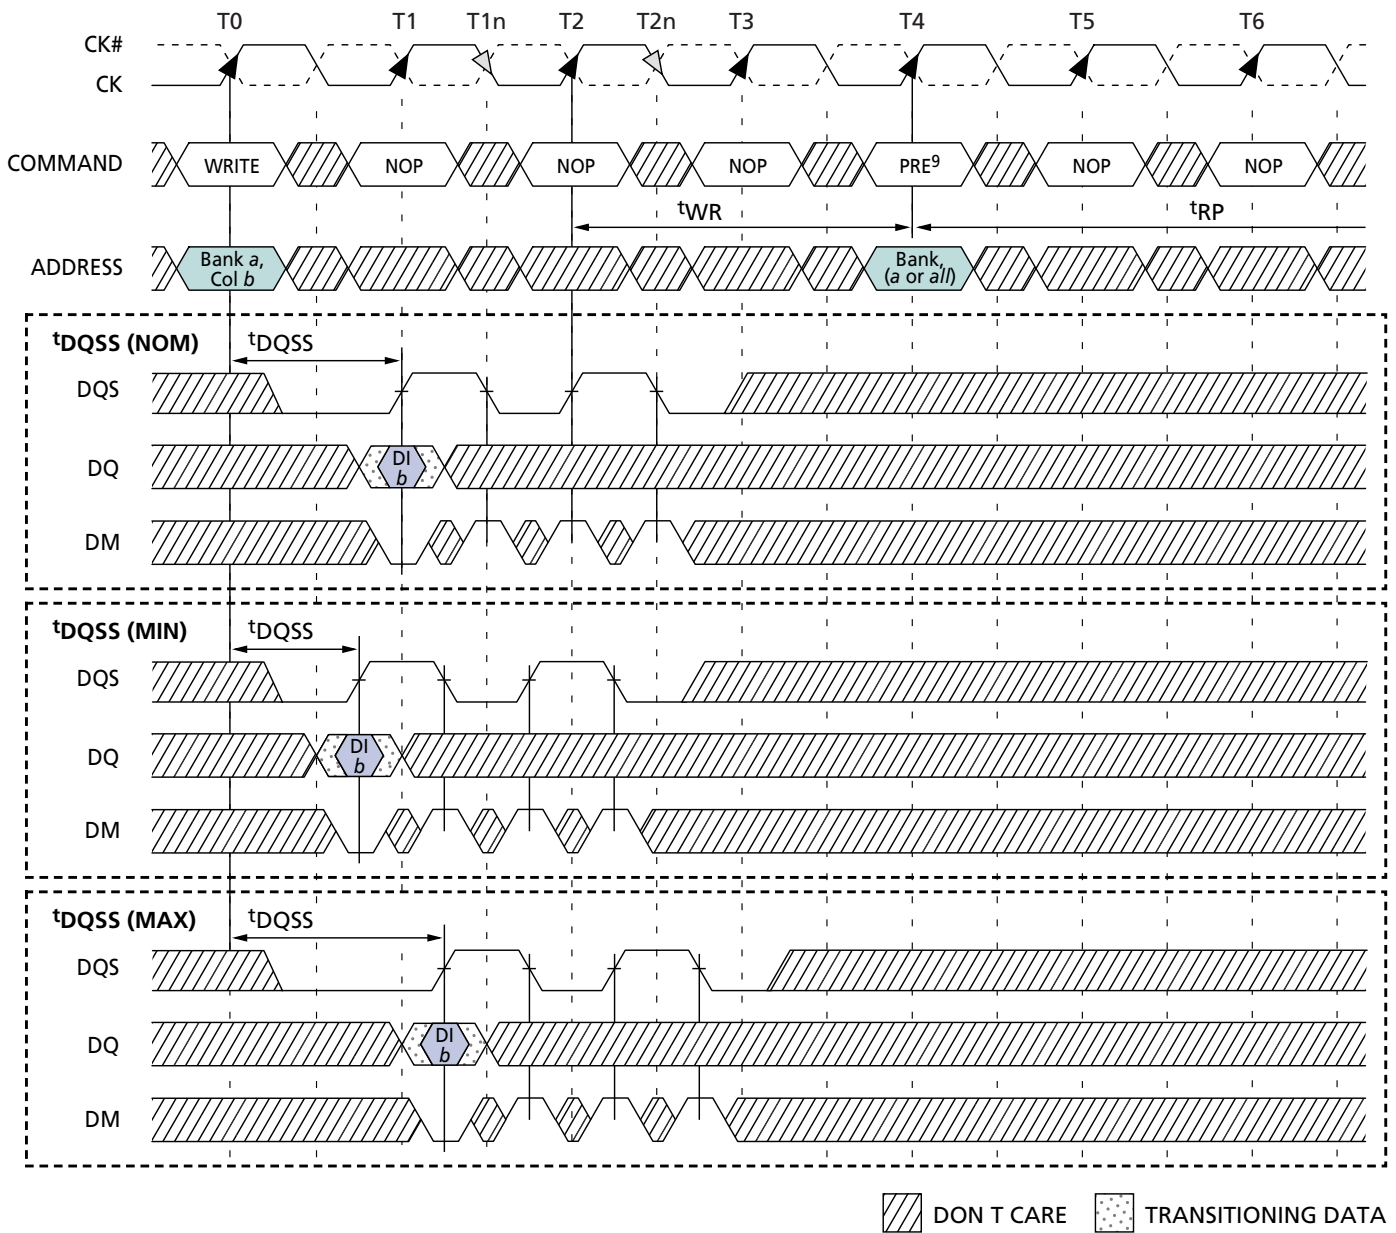 T0 T1 T1n T2 T2n T3 T4 T5 T6
CK#
CK
COMMAND WRITE NOP NOP NOP PRE9 NOP NOP
tWR tRP
ADDRESS Bank a, Col b Bank, (a or all)
tDQSS (NOM) tDQSS
DQS
DQ DI b
DM
tDQSS (MIN) tDQSS
DQS
DQ DI b
DM
tDQSS (MAX) tDQSS
DQS
DQ DI b
DM
DON T CARE TRANSITIONING DATA